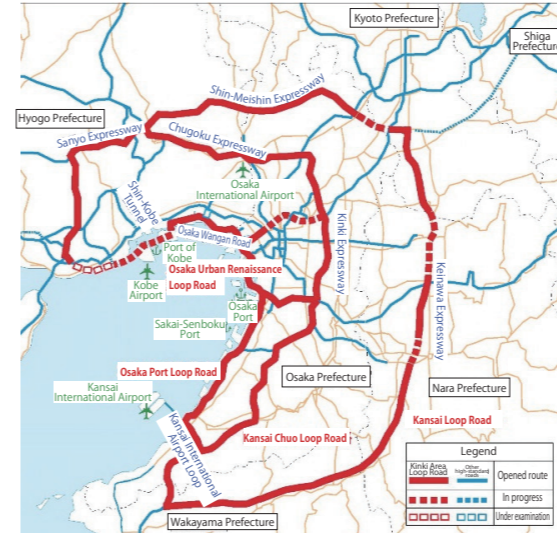 Kyoto Prefecture
Shiga
Prefecture
Shin-Meishin Expressway
Hyogo Prefecture
Sanyo Expressway
Chugoku Expressway
Osaka
International Airport
Shin-Kobe
Tunnel
Osaka Wangan Road
Kinki Expressway
Port of
Kobe
Osaka Urban Renaissance
Loop Road
Kobe
Airport
Osaka
Port
Keinawa Expressway
Sakai-Senboku
Port
Osaka Port Loop Road
Osaka Prefecture
Nara Prefecture
Kansai
International Airport
Kansai International
Airport Loop
Kansai Chuo Loop Road
Kansai Loop Road
Wakayama Prefecture
Legend
Kinki Area
Loop Road
Other
high-standard
roads
Opened route
In progress
Under examination